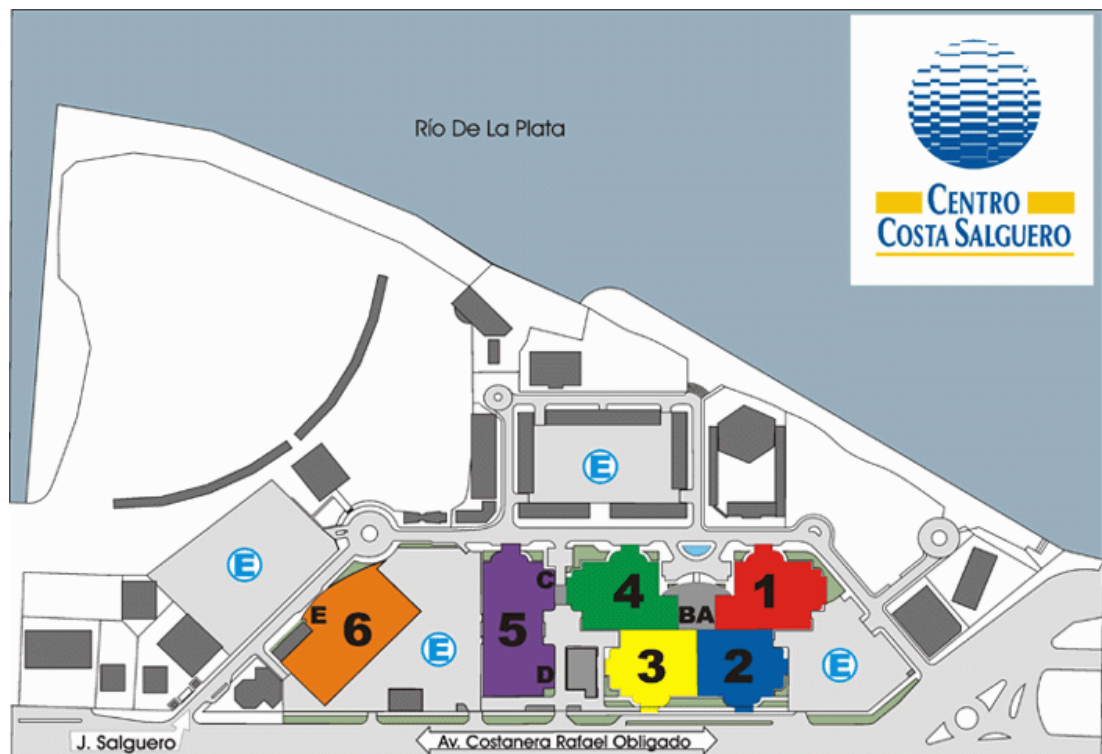 Río De La Plata
CENTRO
COSTA SALGUERO
E
E
C
4
1
E
6
5
BA
E
E
D
3
2
J. Salguero
Av. Costanera Rafael Obligado